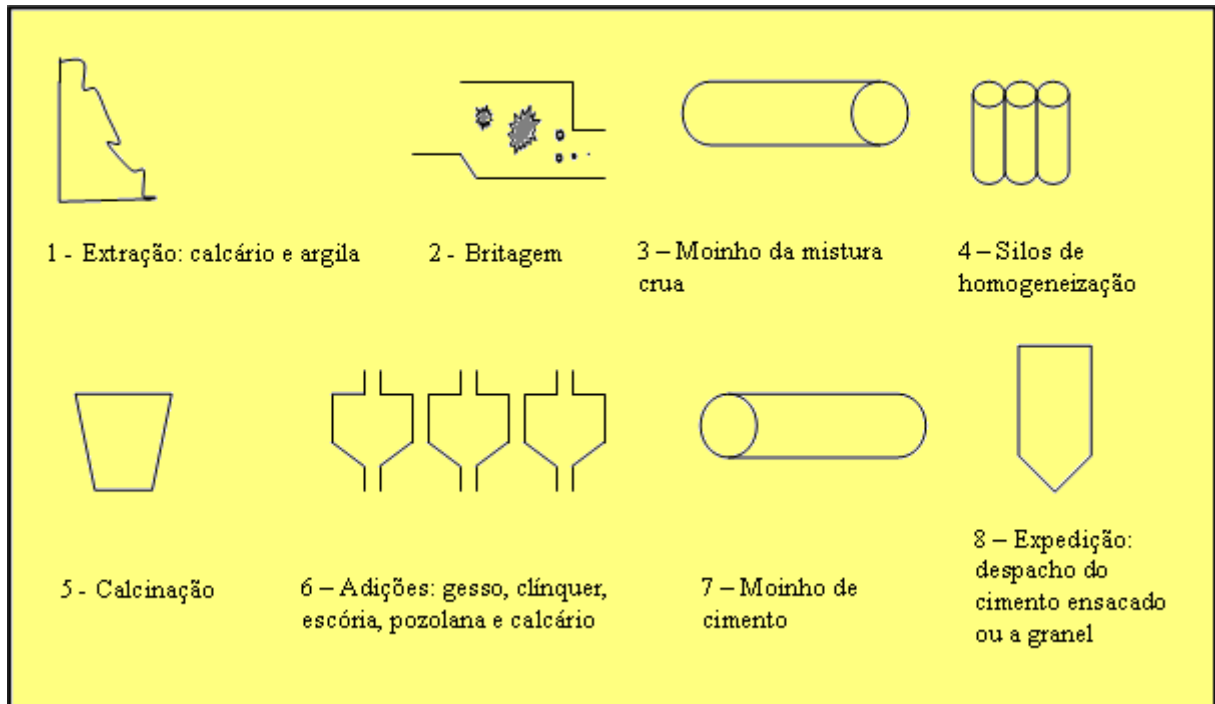 1 - Extração: calcário e argila
2 - Britagem
3 – Moinho da mistura
crua
4 – Silos de
homogeneização
5 - Calcinação
6 – Adições: gesso, clínquer,
escória, pozolana e calcário
7 – Moinho de
cimento
8 – Expedição:
despacho do
cimento ensacado
ou a granel